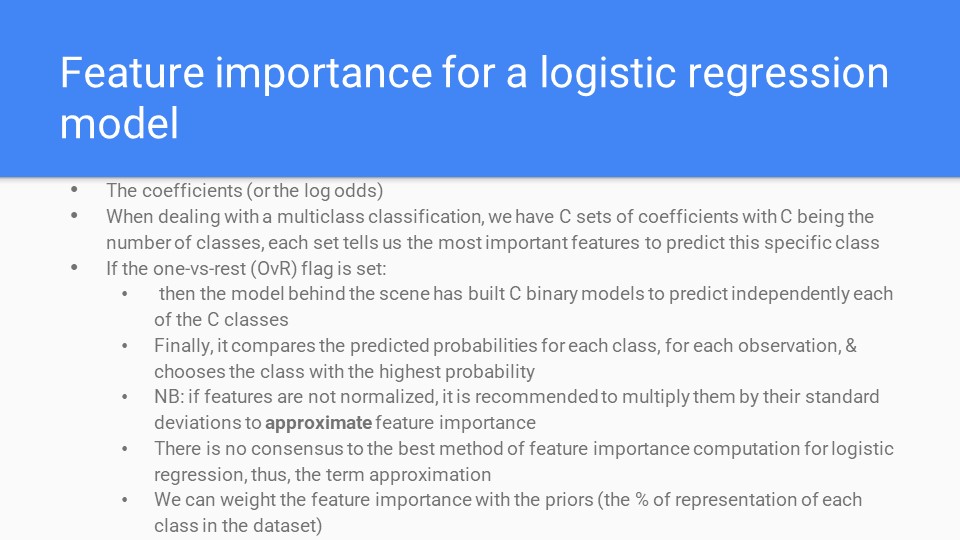 Feature importance for a logistic regression
model
• The coefficients (or the log odds)
• When dealing with a multiclass classification, we have C sets of coefficients with C being the
number of classes, each set tells us the most important features to predict this specific class
• If the one-vs-rest (OvR) flag is set:
• then the model behind the scene has built C binary models to predict independently each
of the C classes
• Finally, it compares the predicted probabilities for each class, for each observation, &
chooses the class with the highest probability
• NB: if features are not normalized, it is recommended to multiply them by their standard
deviations to approximate feature importance
• There is no consensus to the best method of feature importance computation for logistic
regression, thus, the term approximation
• We can weight the feature importance with the priors (the % of representation of each
class in the dataset)